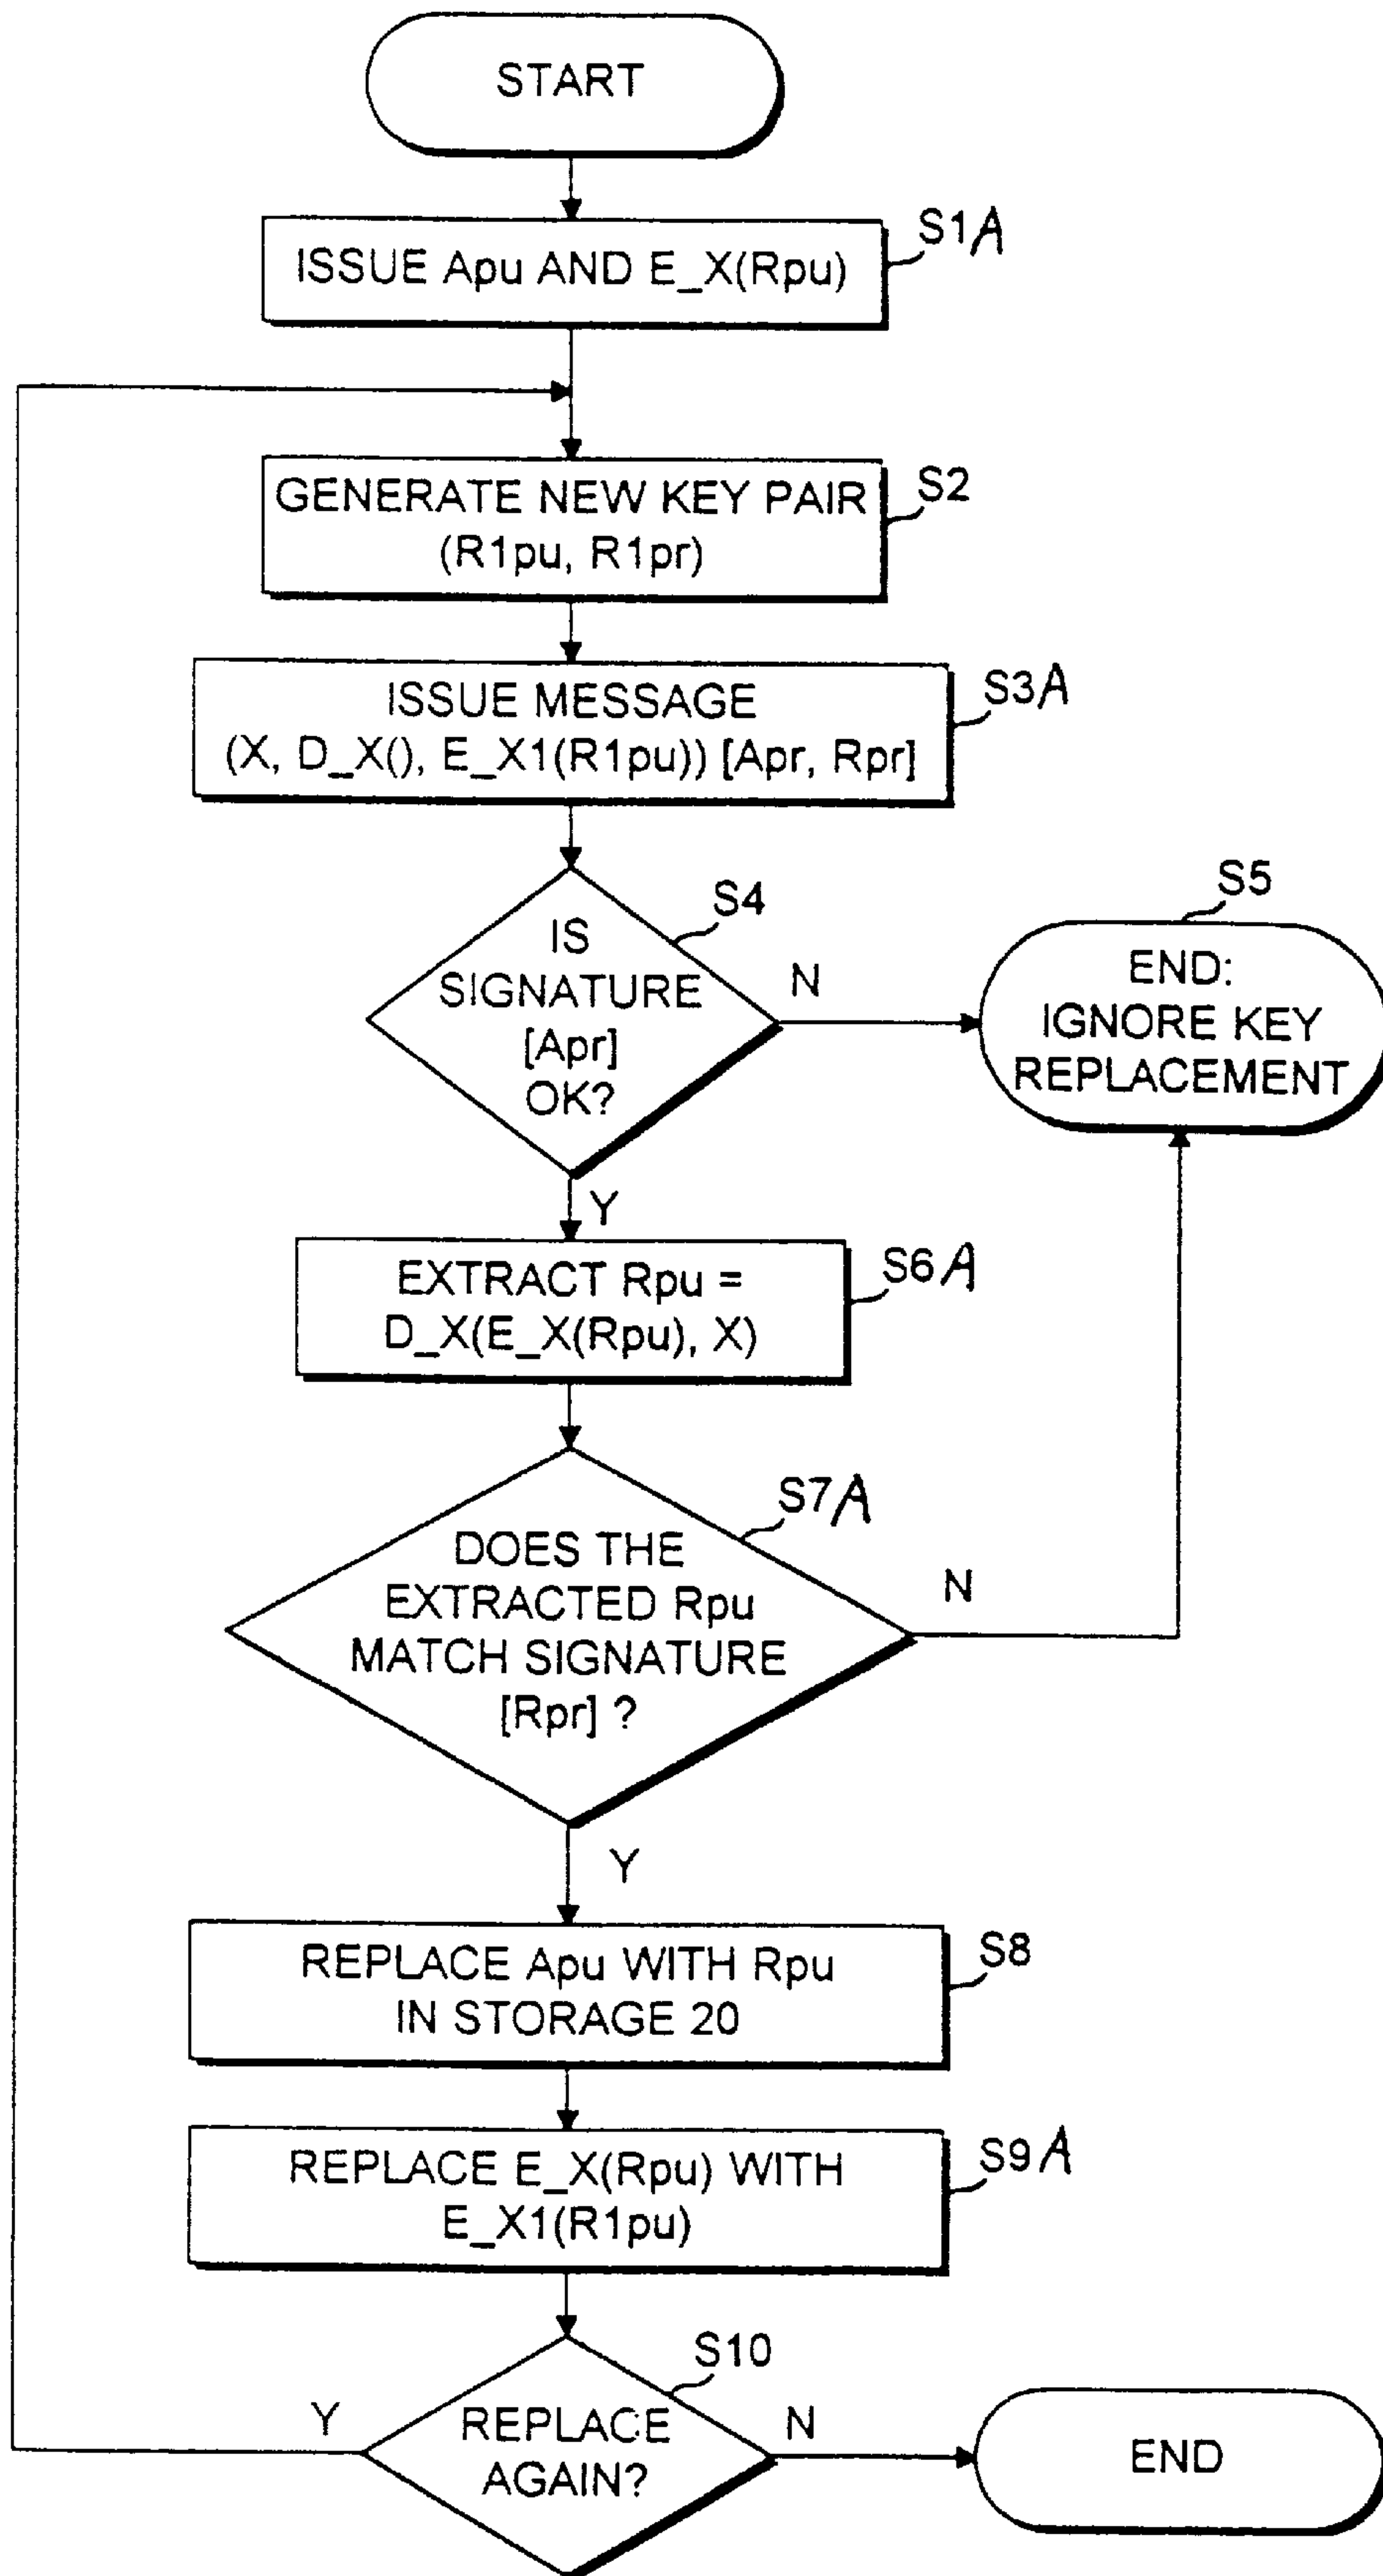 START
ISSUE Apu AND E_X(Rpu)
S1A
GENERATE NEW KEY PAIR
(R1pu, R1pr)
S2
ISSUE MESSAGE
(X, D_X(), E_X1(R1pu)) [Apr, Rpr]
S3A
IS
SIGNATURE
[Apr]
OK?
S4
N
S5
END:
IGNORE KEY
REPLACEMENT
Y
EXTRACT Rpu =
D_X(E_X(Rpu), X)
S6A
DOES THE
EXTRACTED Rpu
MATCH SIGNATURE
[Rpr] ?
S7A
N
Y
REPLACE Apu WITH Rpu
IN STORAGE 20
S8
REPLACE E_X(Rpu) WITH
E_X1(R1pu)
S9A
REPLACE
AGAIN?
S10
Y
N
END